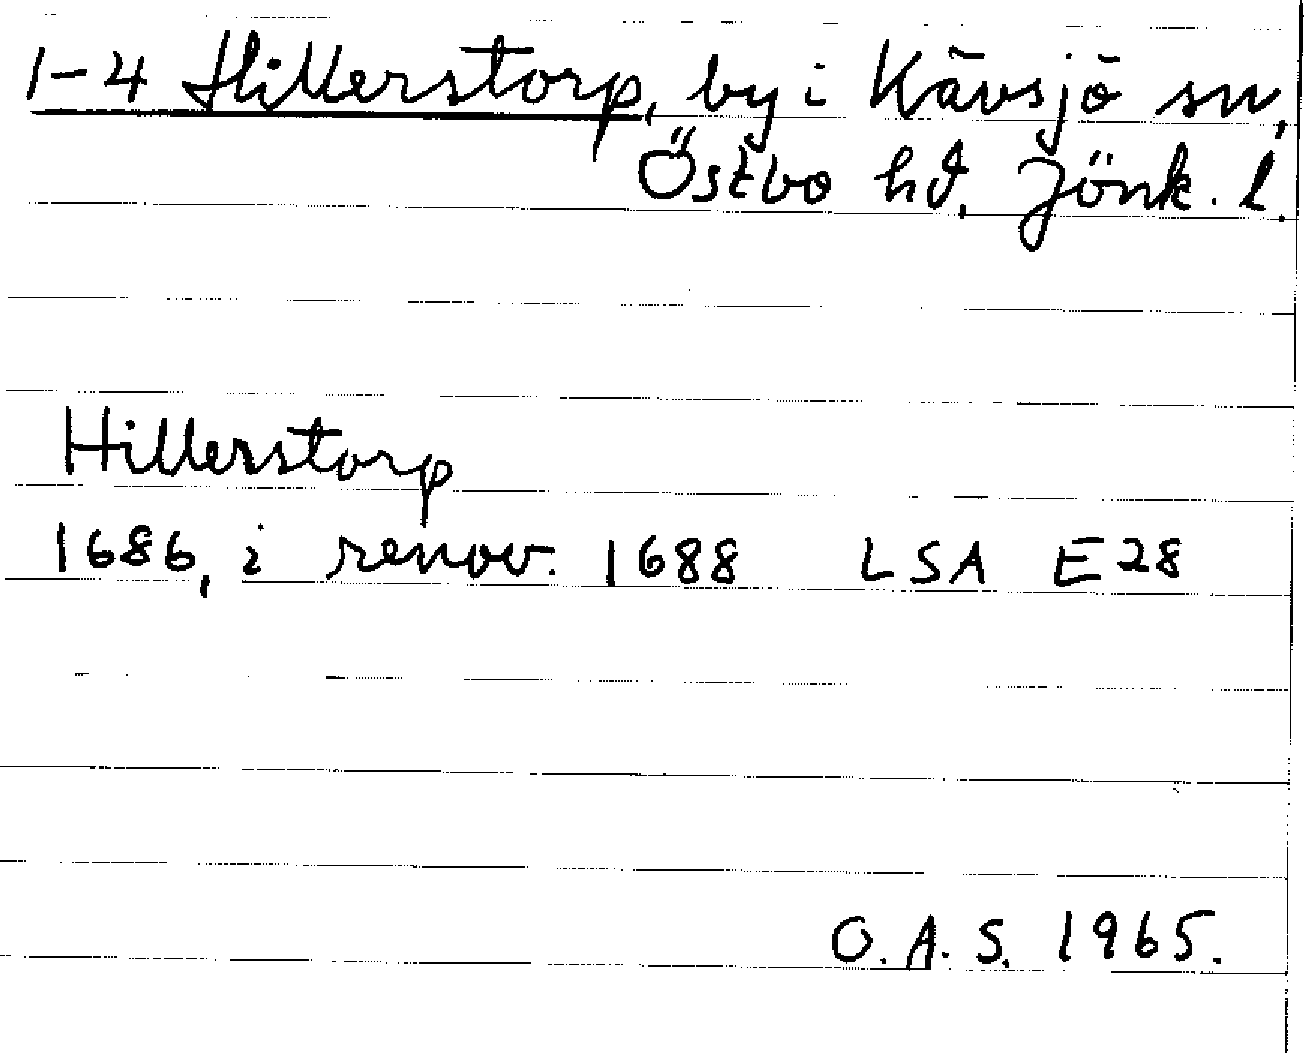 1-4 Hillerstorp, by i Kävsjö sn,
Östbo hd, Jönk. l.
Hillerstorp
1686, i renov. 1688 LSA E28
O.A.S. 1965.